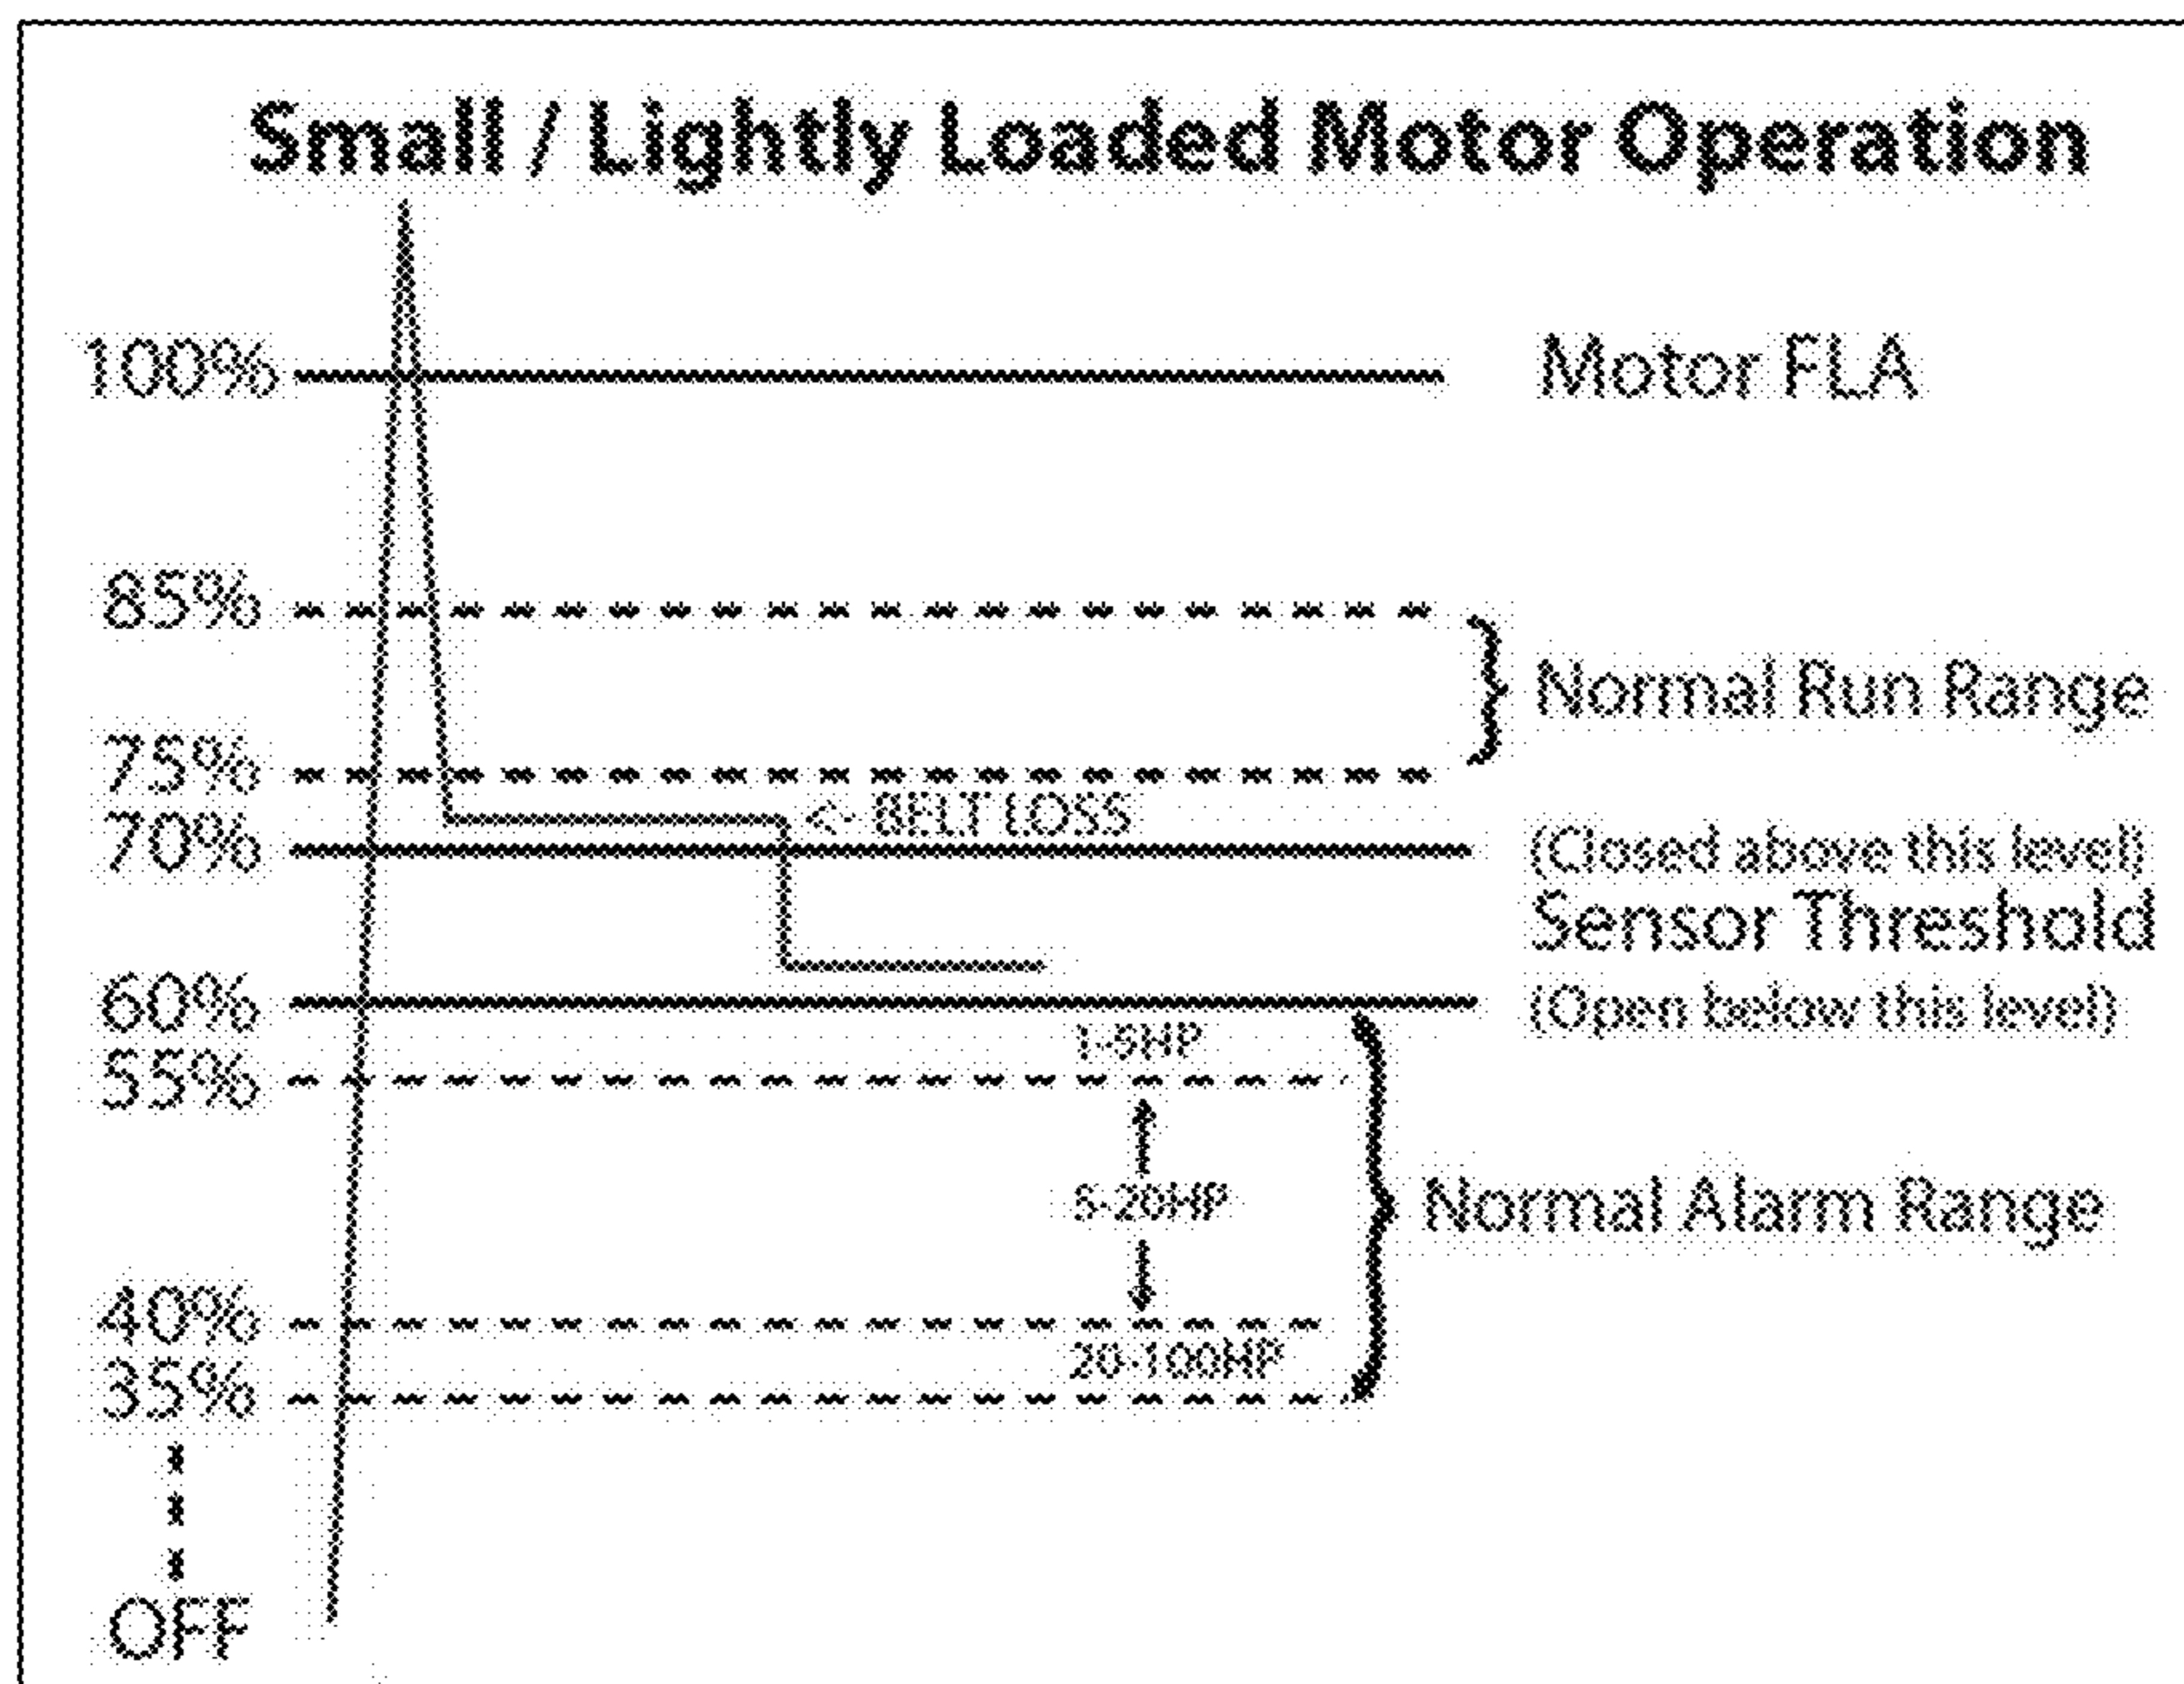 Small / Lightly Loaded Motor Operation
100% Motor FLA
85%
Normal Run Range
75%
<- BELT LOSS
70% (Closed above this level)
Sensor Threshold
60% (Open below this level)
1-5HP
55%
5-20HP
Normal Alarm Range
40%
20-100HP
35%
OFF